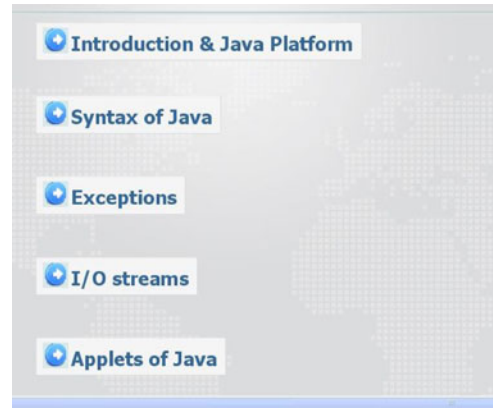 Introduction & Java Platform
Syntax of Java
Exceptions
I/O streams
Applets of Java